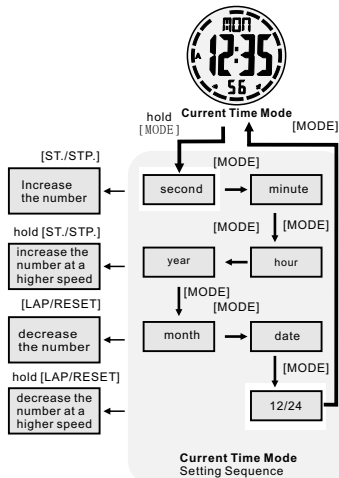 MON
A 12:35
56
Current Time Mode
hold
[MODE]
[MODE]
[ST./STP.]
Increase
the number
[MODE]
second
minute
hold [ST./STP.]
increase the
number at a
higher speed
[MODE]
[MODE]
year
hour
[LAP/RESET]
decrease
the number
[MODE]
[MODE]
month
date
hold [LAP/RESET]
decrease the
number at a
higher speed
[MODE]
12/24
Current Time Mode
Setting Sequence